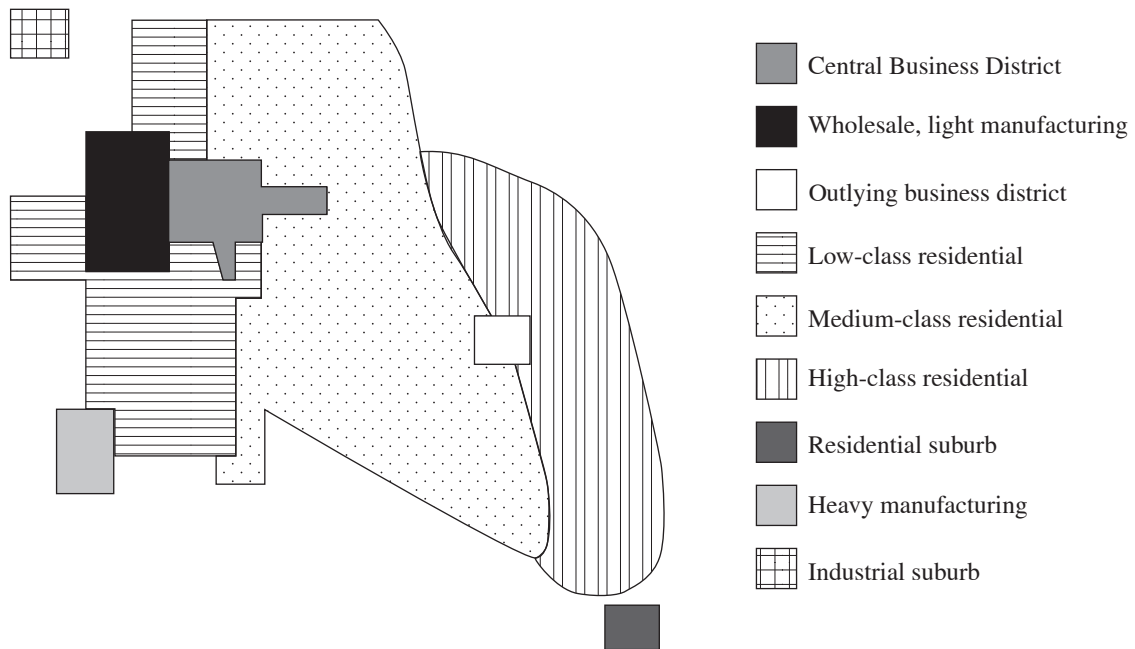 Central Business District
Wholesale, light manufacturing
Outlying business district
Low-class residential
Medium-class residential
High-class residential
Residential suburb
Heavy manufacturing
Industrial suburb